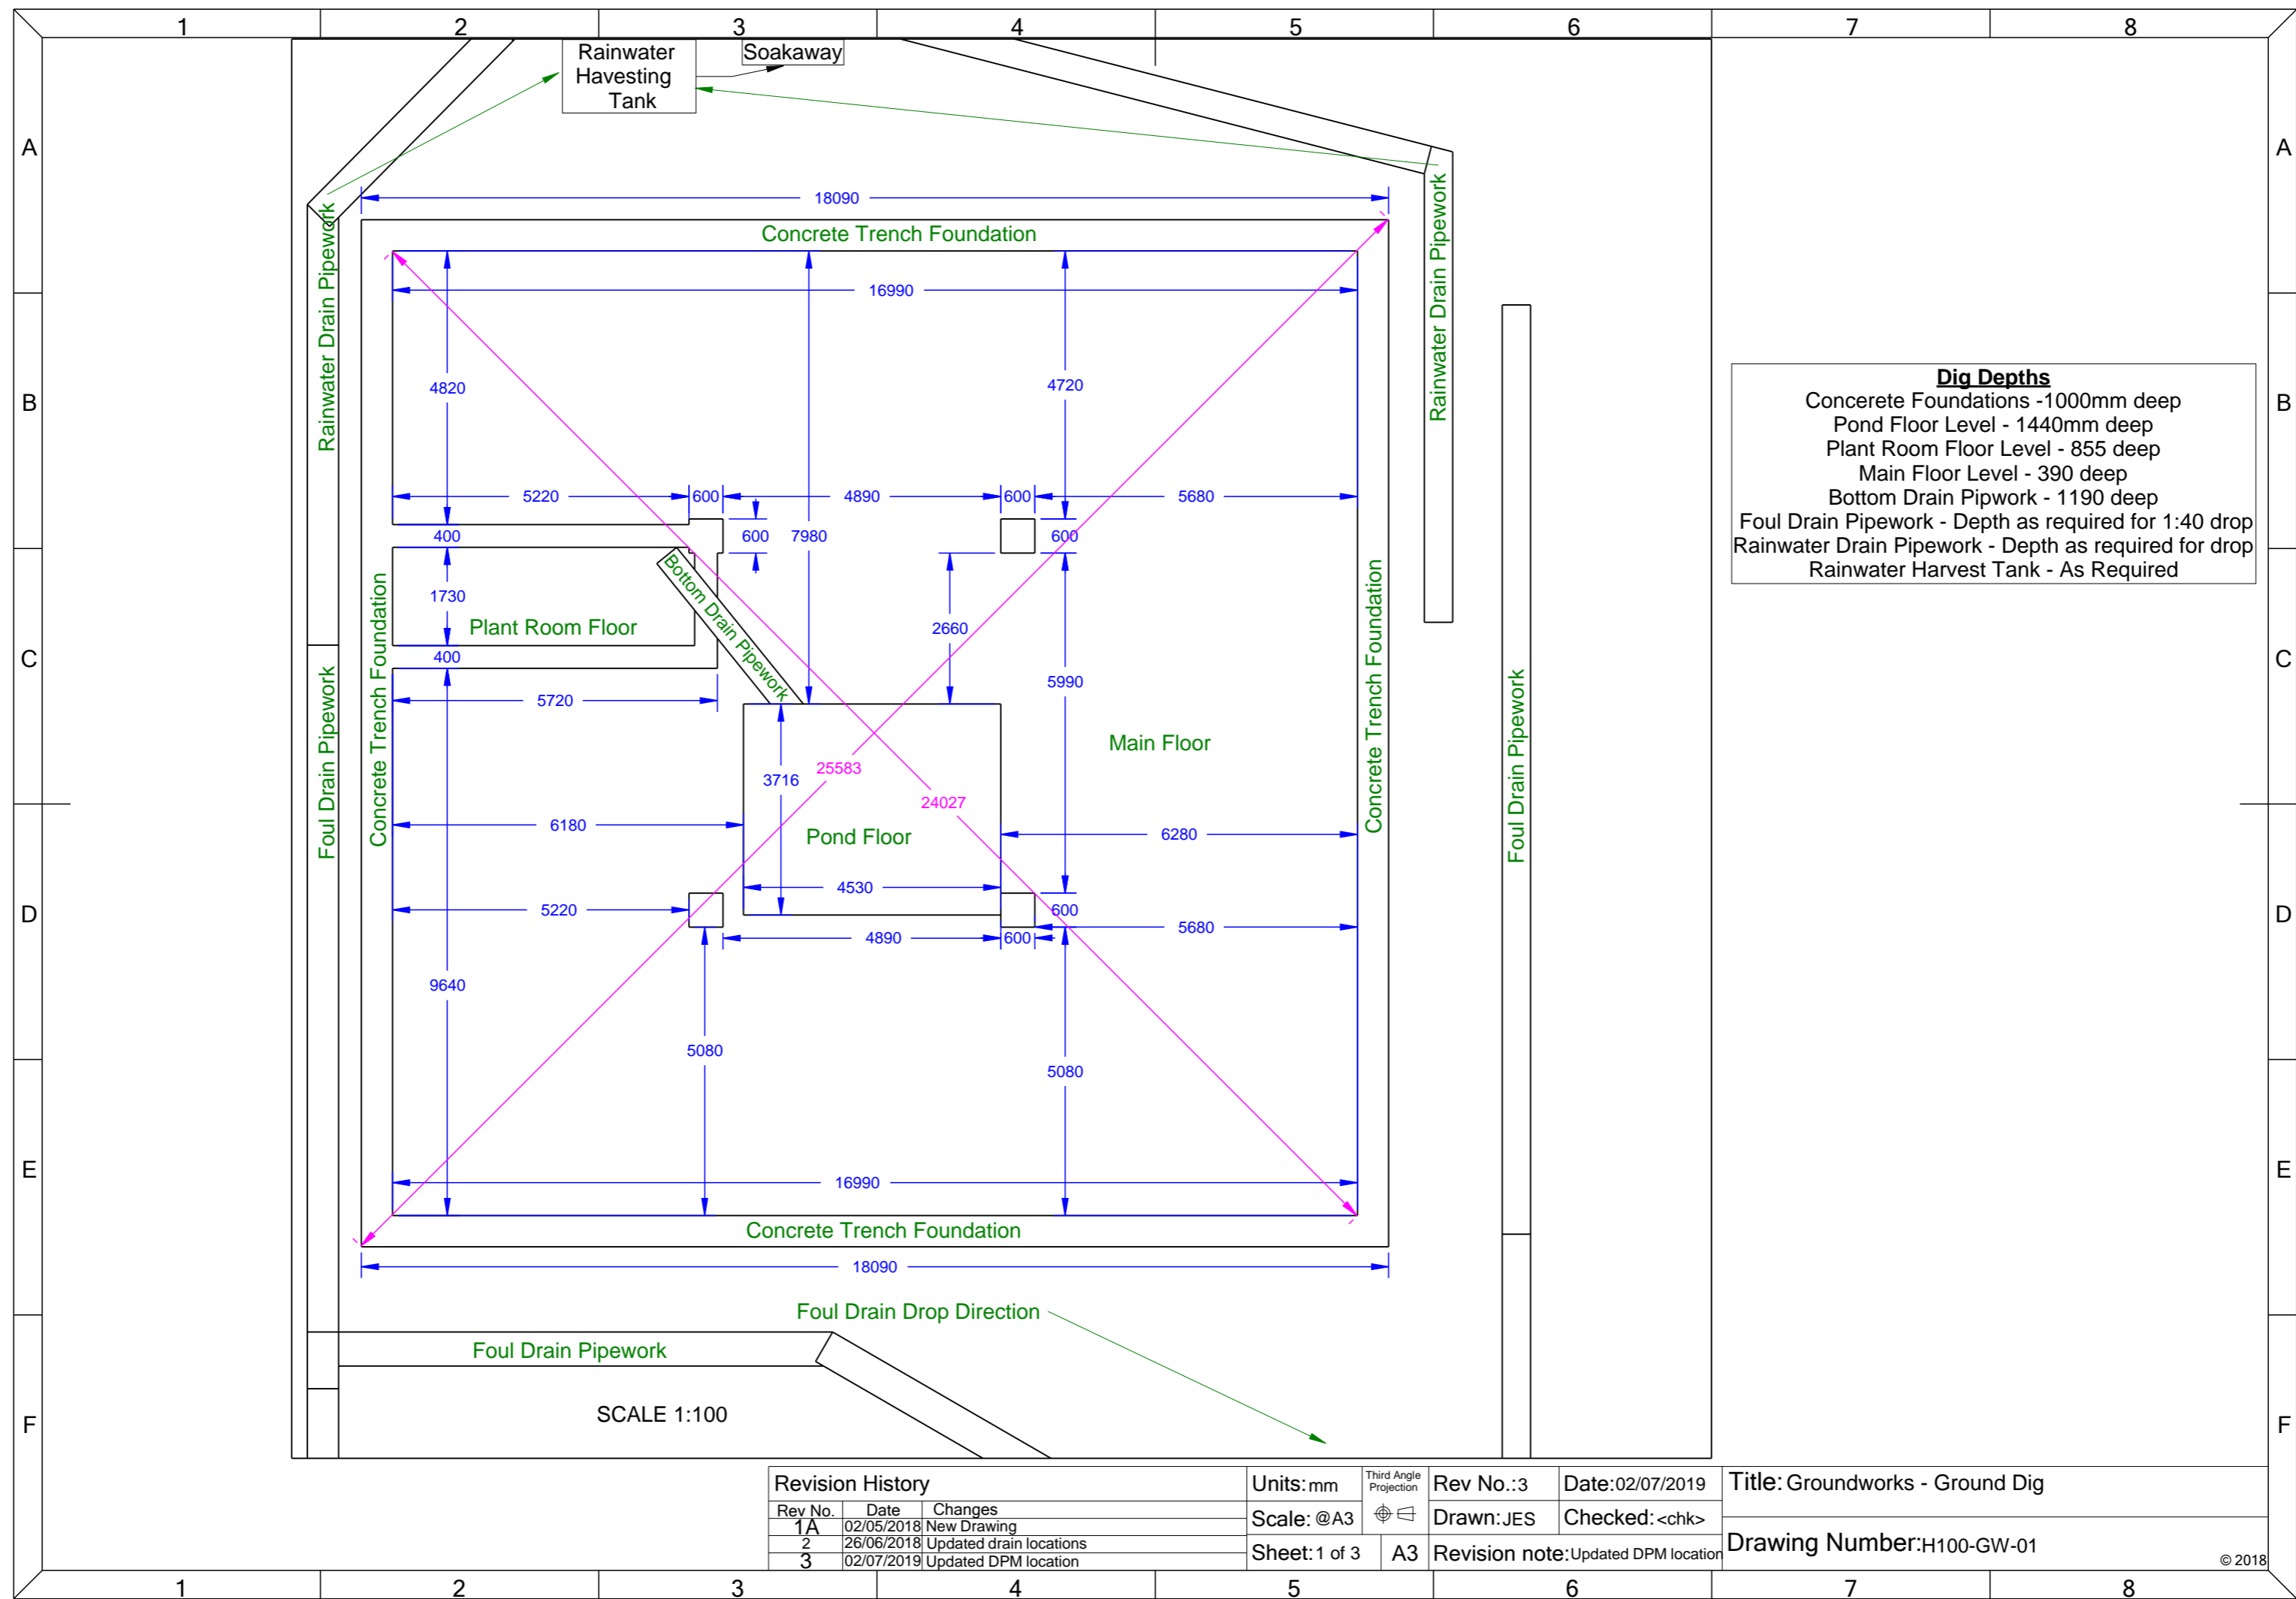 1 2 3 4 5 6 7 8
Rainwater
Havesting
Tank
Soakaway
A
A
18090
Concrete Trench Foundation
Rainwater Drain Pipework
Rainwater Drain Pipework
16990
4820
7980
4720
B
B
Dig Depths
Concerete Foundations -1000mm deep
Pond Floor Level - 1440mm deep
Plant Room Floor Level - 855 deep
Main Floor Level - 390 deep
Bottom Drain Pipwork - 1190 deep
Foul Drain Pipework - Depth as required for 1:40 drop
Rainwater Drain Pipework - Depth as required for drop
Rainwater Harvest Tank - As Required
5220
600
4890
600
5680
400
600
600
1730
Bottom Drain Pipework
Plant Room Floor
2660
C
C
400
5720
5990
Concrete Trench Foundation
Concrete Trench Foundation
Foul Drain Pipework
Foul Drain Pipework
Main Floor
3716
25583
24027
6180
Pond Floor
6280
4530
D
D
5220
600
4890
600
5680
9640
5080
5080
E
E
16990
Concrete Trench Foundation
18090
Foul Drain Drop Direction
Foul Drain Pipework
SCALE 1:100
F
F
Revision History
Rev No. Date Changes
1A 02/05/2018 New Drawing
2 26/06/2018 Updated drain locations
3 02/07/2019 Updated DPM location
Units: mm
Third Angle
Projection
Rev No.:3
Date:02/07/2019
Title: Groundworks - Ground Dig
Scale: @A3
Drawn: JES
Checked: <chk>
Sheet: 1 of 3
A3
Revision note: Updated DPM location
Drawing Number: H100-GW-01
© 2018
1 2 3 4 5 6 7 8